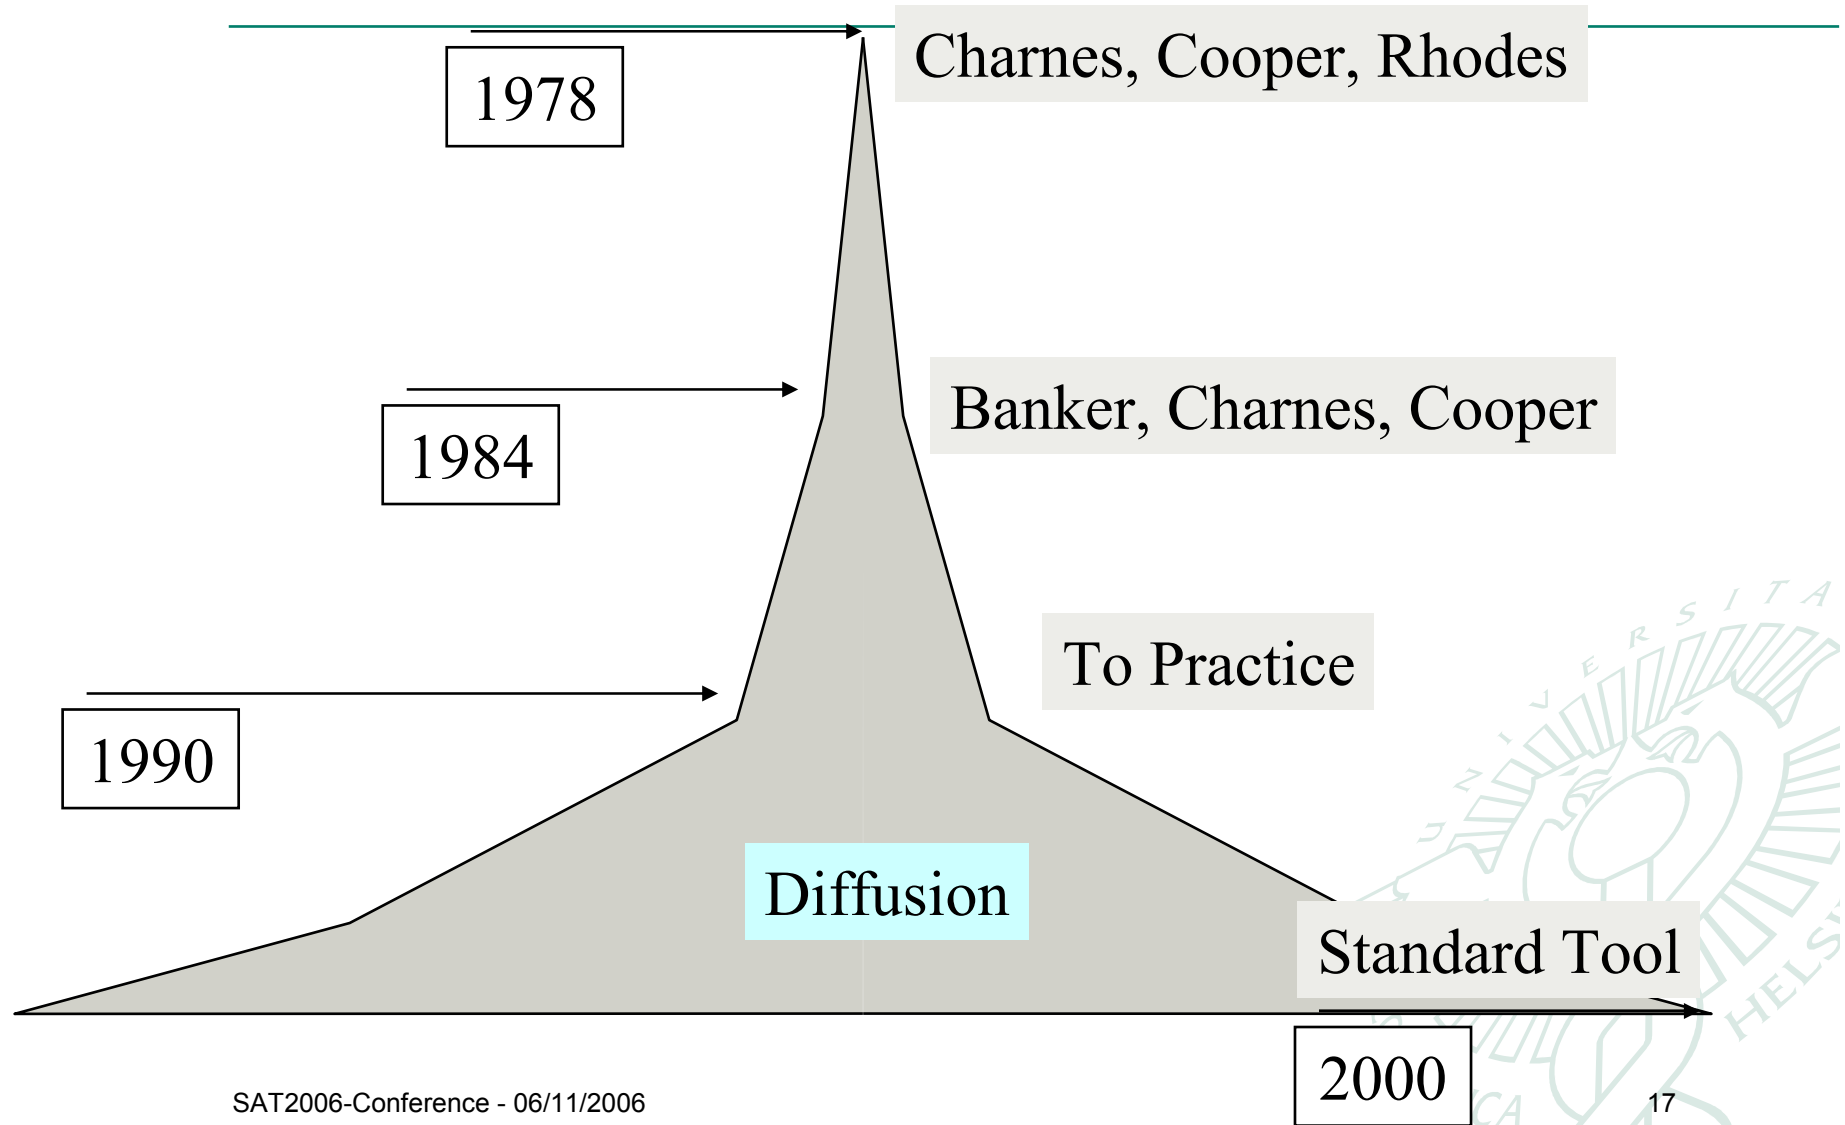 1978
Charnes, Cooper, Rhodes
1984
Banker, Charnes, Cooper
1990
To Practice
Diffusion
Standard Tool
2000
SAT2006-Conference - 06/11/2006
17